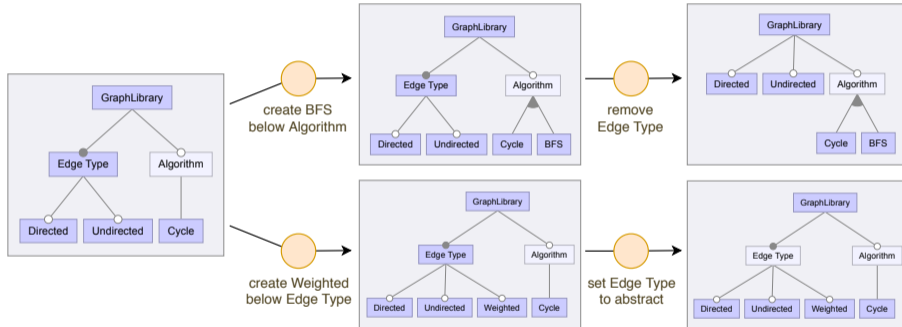 GraphLibrary
Edge Type
Algorithm
Directed
Undirected
Cycle
create BFS
below Algorithm
GraphLibrary
Edge Type
Algorithm
Directed
Undirected
Cycle
BFS
remove
Edge Type
GraphLibrary
Directed
Undirected
Algorithm
Cycle
BFS
create Weighted
below Edge Type
GraphLibrary
Edge Type
Algorithm
Directed
Undirected
Weighted
Cycle
set Edge Type
to abstract
GraphLibrary
Edge Type
Algorithm
Directed
Undirected
Weighted
Cycle